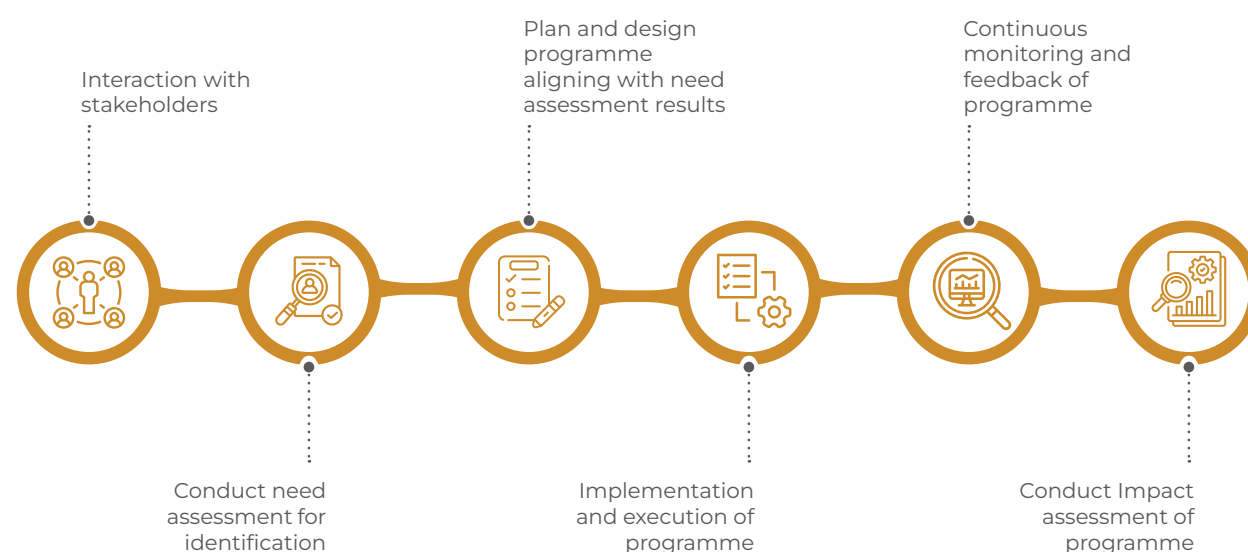 Interaction with
stakeholders
Conduct need
assessment for
identification
Plan and design
programme
aligning with need
assessment results
Implementation
and execution of
programme
Continuous
monitoring and
feedback of
programme
Conduct Impact
assessment of
programme